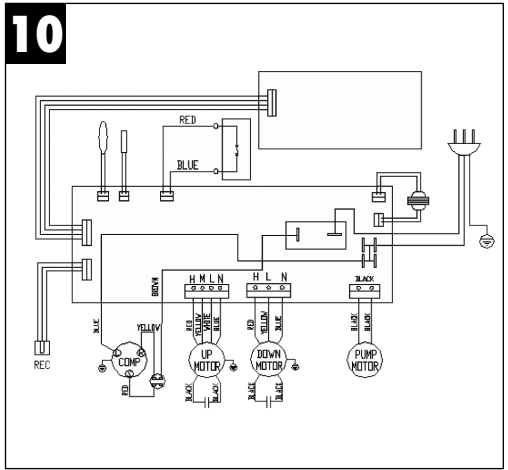 10
RED
BLUE
BROWN
H M L N
H L N
BLACK
RED
YELLOW
WHITE
BLUE
RED
YELLOW
BLUE
BLACK
BLACK
BLUE
YELLOW
REC
COMP
UP
MOTOR
DOWN
MOTOR
PUMP
MOTOR
RED
BLACK
BLACK
BLACK
BLACK